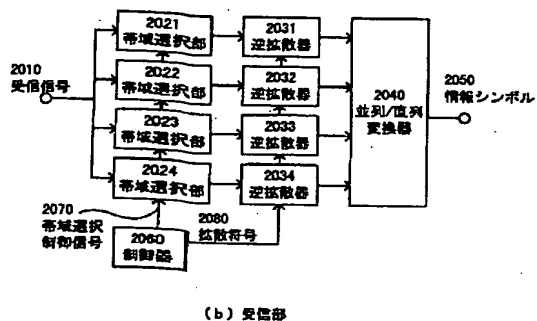 2010
受信信号
2021
帯域選択部
2022
帯域選択部
2023
帯域選択部
2024
帯域選択部
2031
逆拡散器
2032
逆拡散器
2033
逆拡散器
2034
逆拡散器
2040
並列/直列
変換器
2050
情報シンボル
2070
帯域選択
制御信号
2060
制御器
2080
拡散符号
(b) 受信部